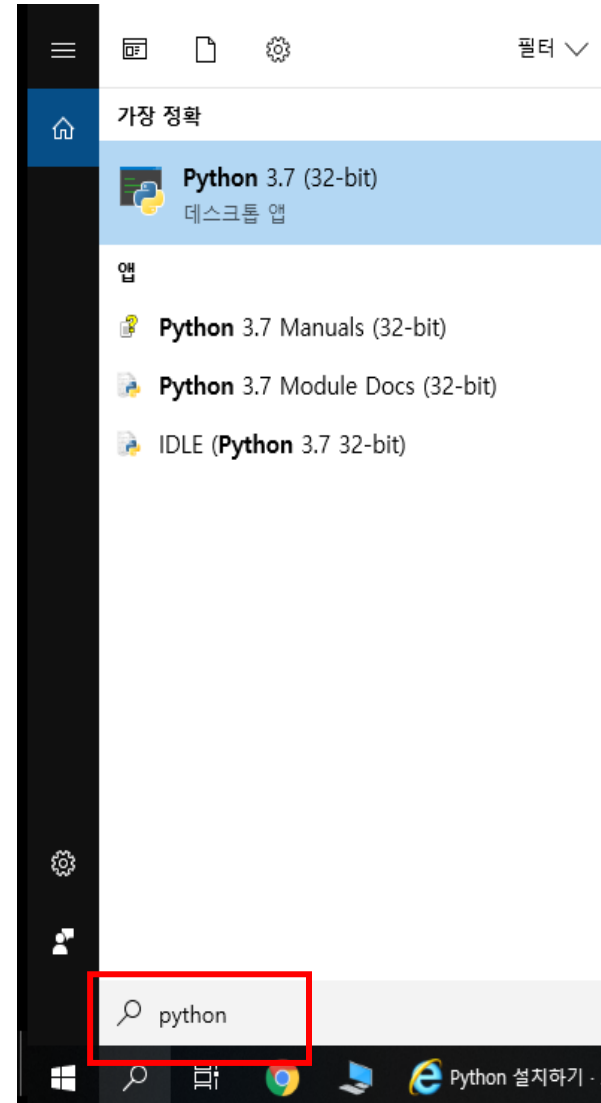 필터
가장 정확
Python 3.7 (32-bit)
데스크톱 앱
앱
Python 3.7 Manuals (32-bit)
Python 3.7 Module Docs (32-bit)
IDLE (Python 3.7 32-bit)
python
Python 설치하기 -